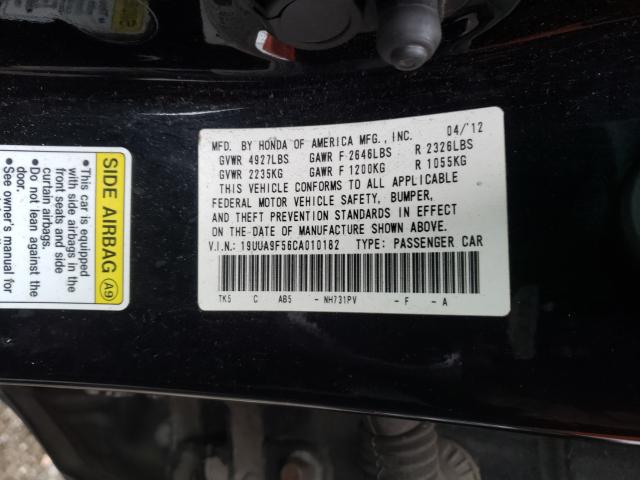 MFD. BY HONDA OF AMERICA MFG., INC. 04/'12
GVWR 4927LBS GAWR F 2646LBS R 2326LBS
GVWR 2235KG GAWR F 1200KG R 1055KG
THIS VEHICLE CONFORMS TO ALL APPLICABLE
FEDERAL MOTOR VEHICLE SAFETY, BUMPER,
AND THEFT PREVENTION STANDARDS IN EFFECT
ON THE DATE OF MANUFACTURE SHOWN ABOVE.
V.I.N.: 19UUA9F56CA010182 TYPE: PASSENGER CAR
TK5 C AB5 - NH731PV - F - A
SIDE AIRBAG A9
• This car is equipped
with side airbags in the
front seats and side
curtain airbags.
• Do not lean against the
door.
• See owner's manual for